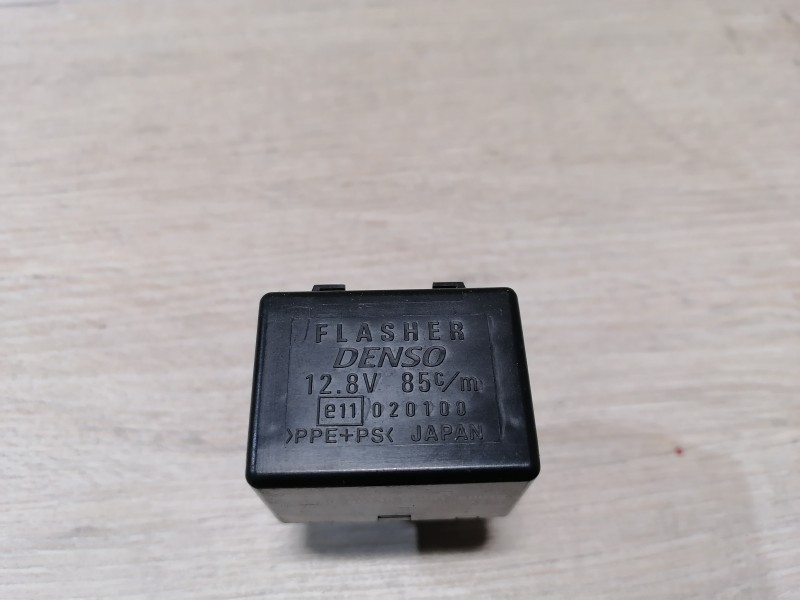 FLASHER
DENSO
12.8V 85c/m
e11 020100
>PPE+PS< JAPAN